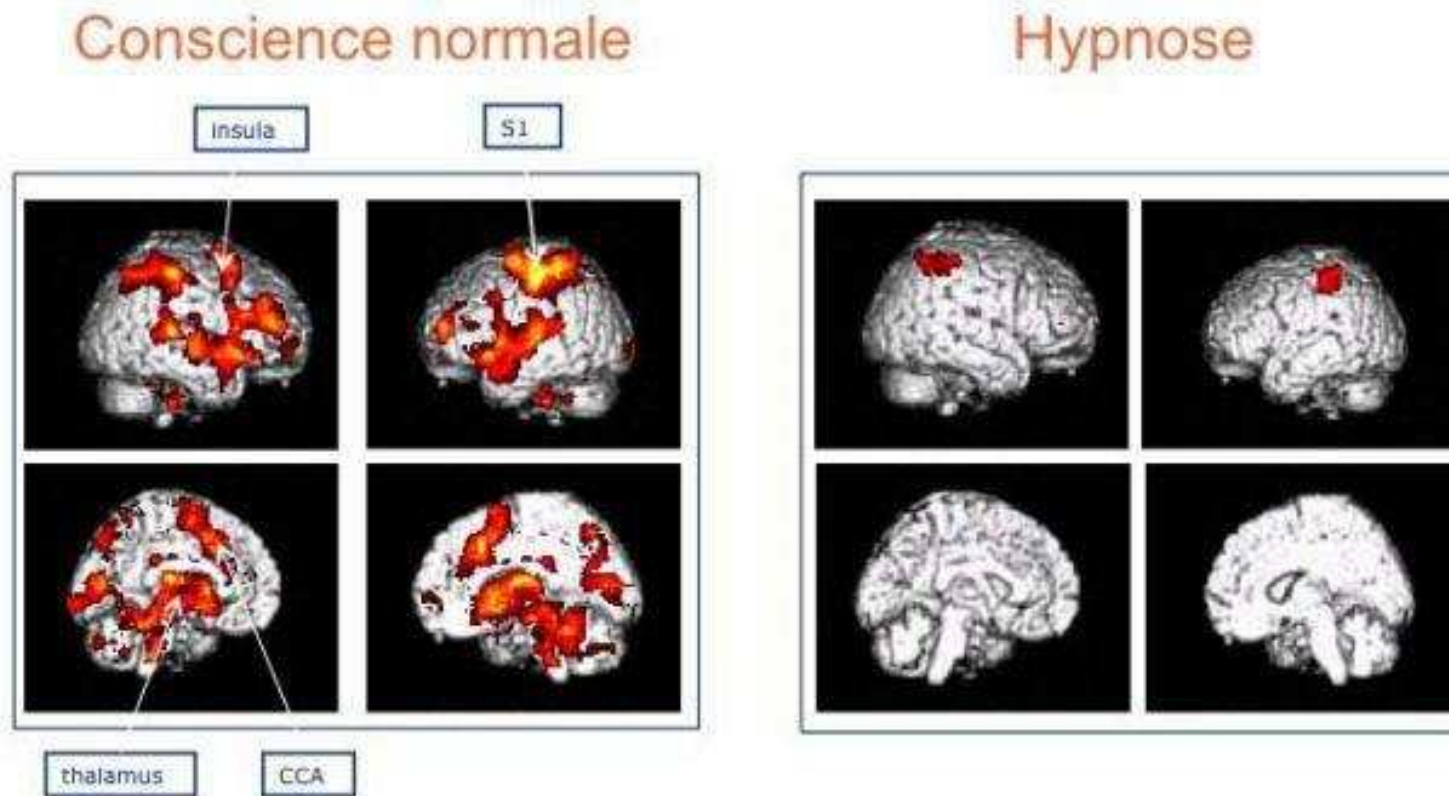 Conscience normale
Hypnose
insula
S1
thalamus
CCA